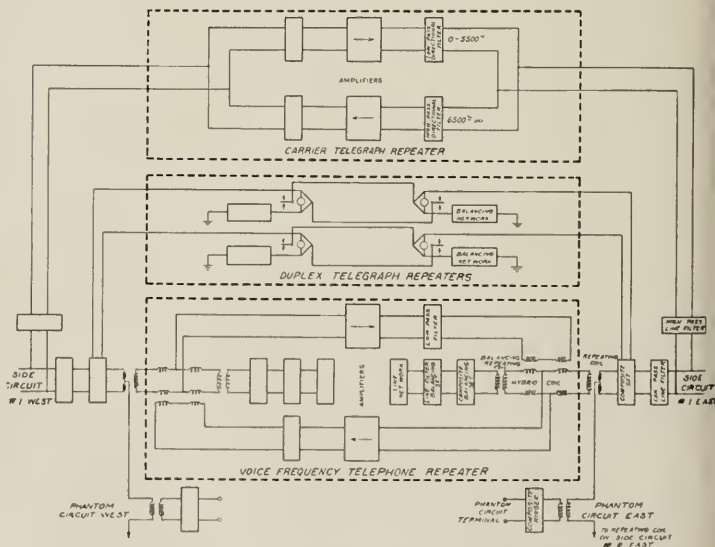 LOW PASS
DIRECTIONAL
FILTER
0-5500~
AMPLIFIERS
HIGH PASS
DIRECTIONAL
FILTER
6500~
CARRIER TELEGRAPH REPEATER
BALANCING
NETWORK
BALANCING
NETWORK
DUPLEX TELEGRAPH REPEATERS
HIGH PASS
LINE FILTER
SIDE
CIRCUIT
#1 WEST
LOW PASS
FILTER
AMPLIFIERS
LINE
NETWORK
LINE FILTER
BALANCING
SET
COMPOSITE
BALANCING
BALANCING
REPEATING
COIL
HYBRID COIL
REPEATING
COIL
COMPOSITE
SET
LOW PASS
LINE FILTER
SIDE
CIRCUIT
#1 EAST
VOICE FREQUENCY TELEPHONE REPEATER
PHANTOM
CIRCUIT WEST
PHANTOM
CIRCUIT
TERMINAL
COMPOSITE
RINGER
PHANTOM
CIRCUIT EAST
TO REPEATING COIL
ON SIDE CIRCUIT
# 2 EAST